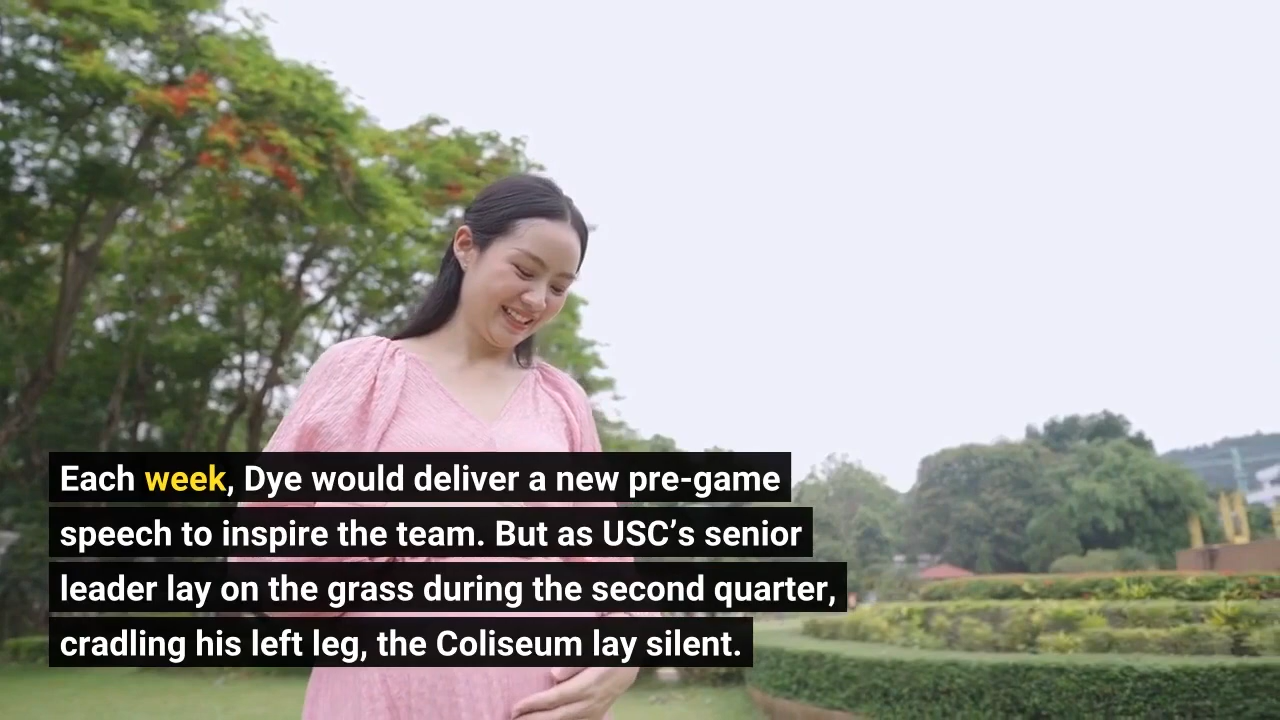 Each week, Dye would deliver a new pre-game
speech to inspire the team. But as USC’s senior
leader lay on the grass during the second quarter,
cradling his left leg, the Coliseum lay silent.